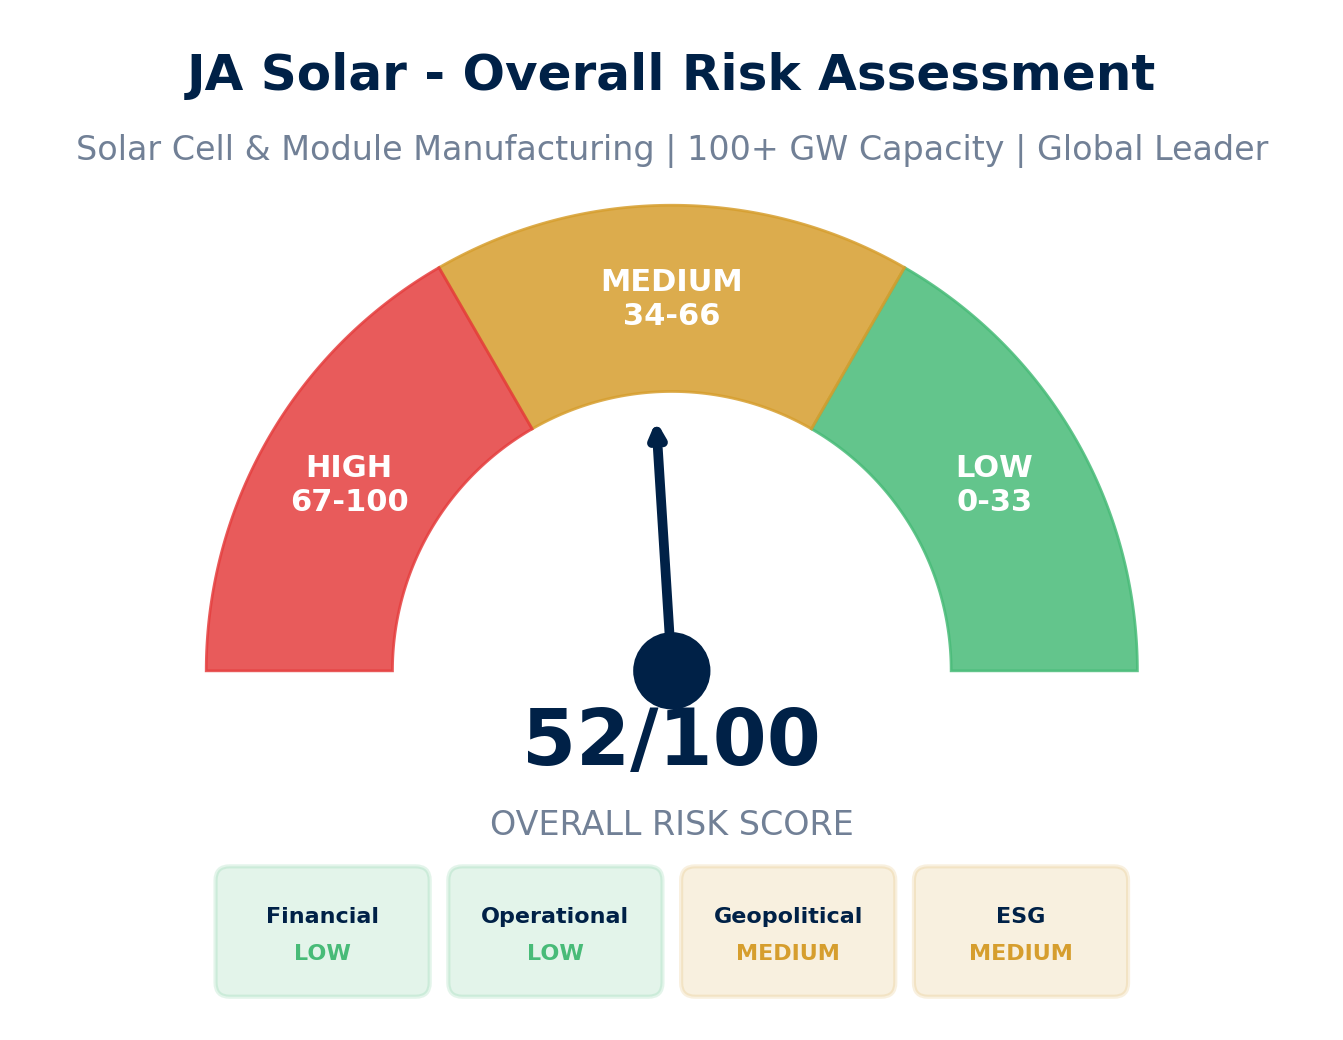 JA Solar - Overall Risk Assessment
Solar Cell & Module Manufacturing | 100+ GW Capacity | Global Leader
MEDIUM
34-66
HIGH
67-100
LOW
0-33
52/100
OVERALL RISK SCORE
Financial
LOW
Operational
LOW
Geopolitical
MEDIUM
ESG
MEDIUM